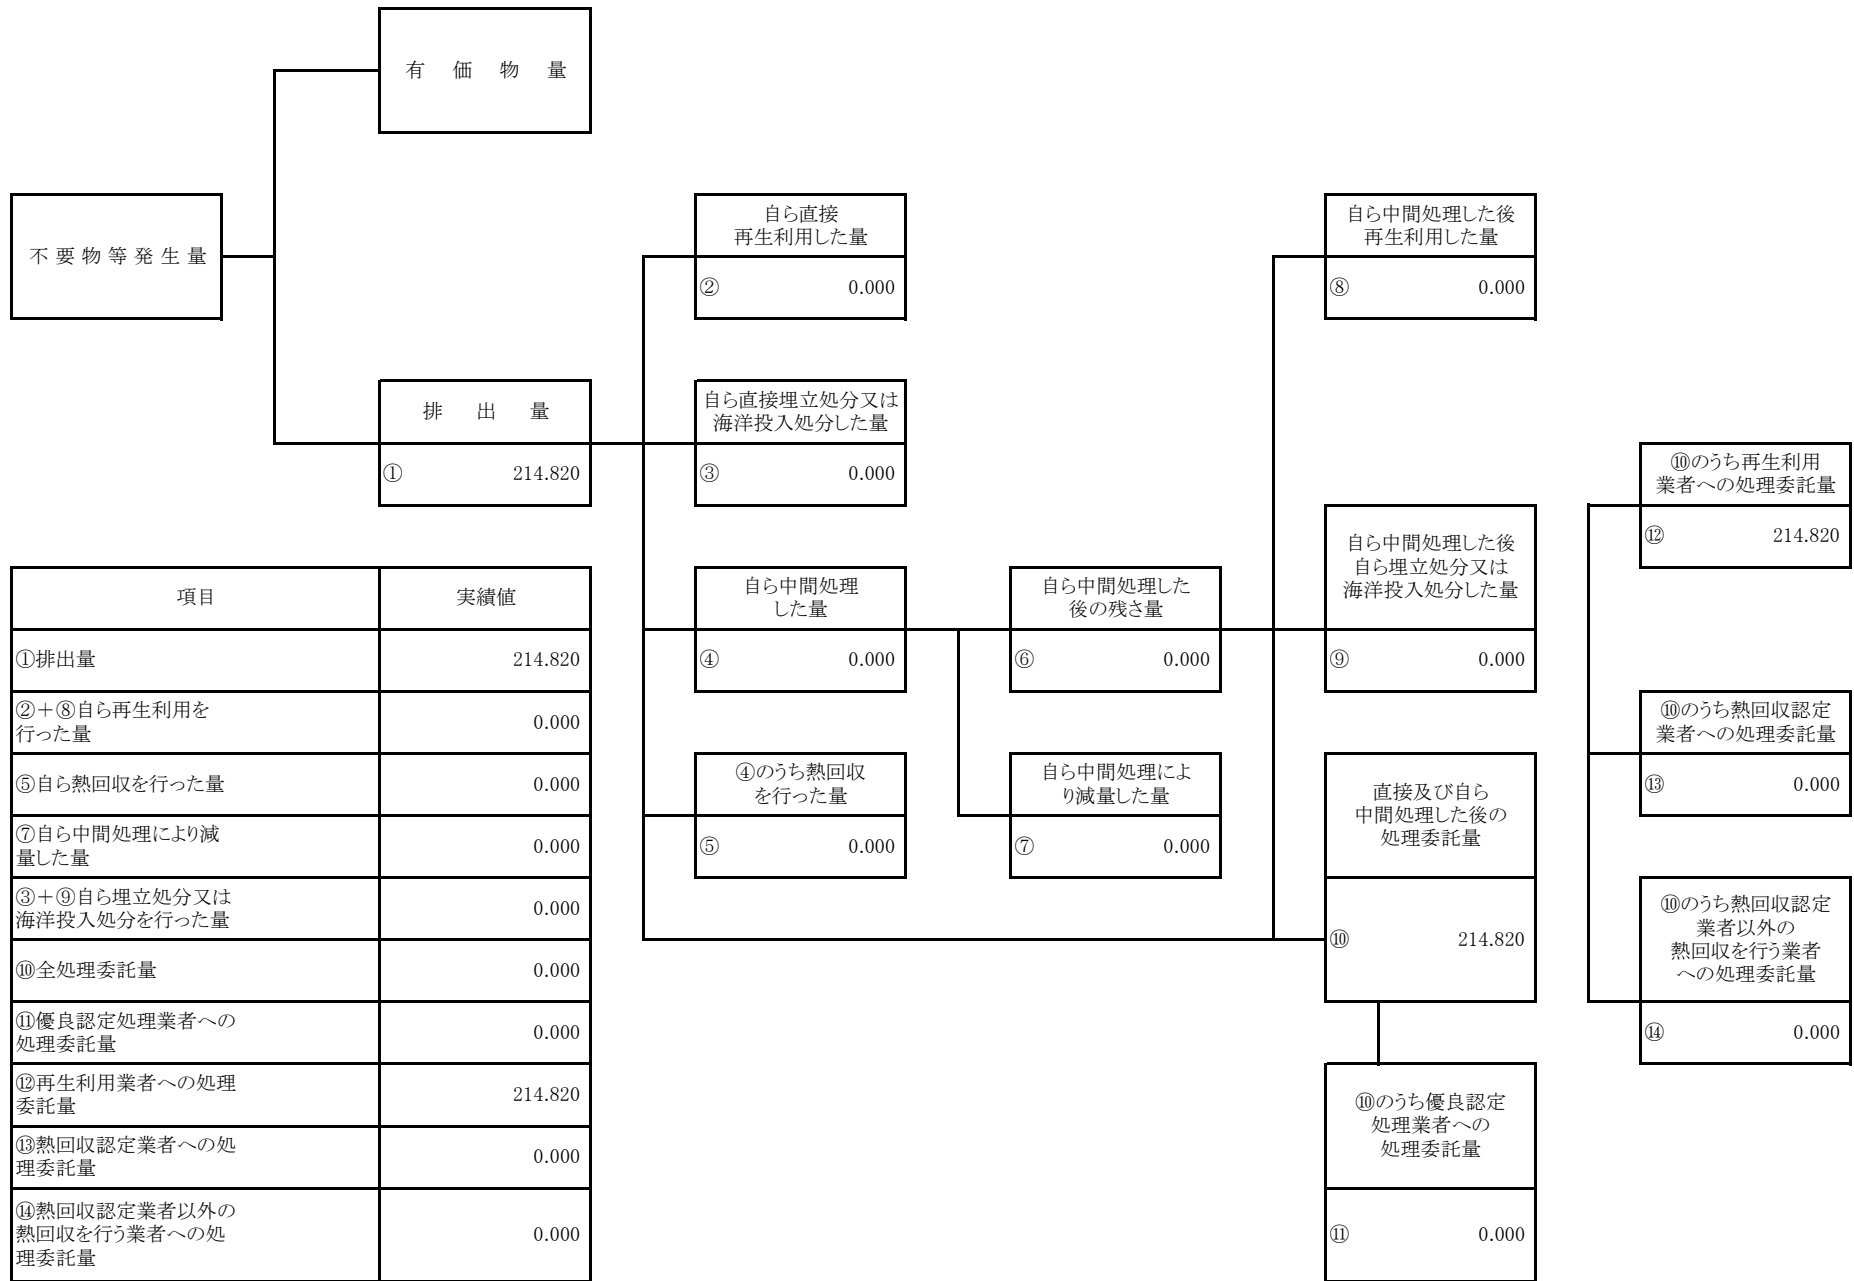 有 価 物 量
不要物等発生量
自ら直接
再生利用した量
② 0.000
自ら中間処理した後
再生利用した量
⑧ 0.000
排 出 量
① 214.820
自ら直接埋立処分又は
海洋投入処分した量
③ 0.000
⑩のうち再生利用
業者への処理委託量
⑫ 214.820
自ら中間処理した後
自ら埋立処分又は
海洋投入処分した量
⑨ 0.000
自ら中間処理
した量
④ 0.000
自ら中間処理した
後の残さ量
⑥ 0.000
⑩のうち熱回収認定
業者への処理委託量
⑬ 0.000
④のうち熱回収
を行った量
⑤ 0.000
自ら中間処理によ
り減量した量
⑦ 0.000
直接及び自ら
中間処理した後の
処理委託量
⑩ 214.820
⑩のうち熱回収認定
業者以外の
熱回収を行う業者
への処理委託量
⑭ 0.000
⑩のうち優良認定
処理業者への
処理委託量
⑪ 0.000
項目 実績値
①排出量 214.820
②＋⑧自ら再生利用を
行った量 0.000
⑤自ら熱回収を行った量 0.000
⑦自ら中間処理により減
量した量 0.000
③＋⑨自ら埋立処分又は
海洋投入処分を行った量 0.000
⑩全処理委託量 0.000
⑪優良認定処理業者への
処理委託量 0.000
⑫再生利用業者への処理
委託量 214.820
⑬熱回収認定業者への処
理委託量 0.000
⑭熱回収認定業者以外の
熱回収を行う業者への処
理委託量 0.000